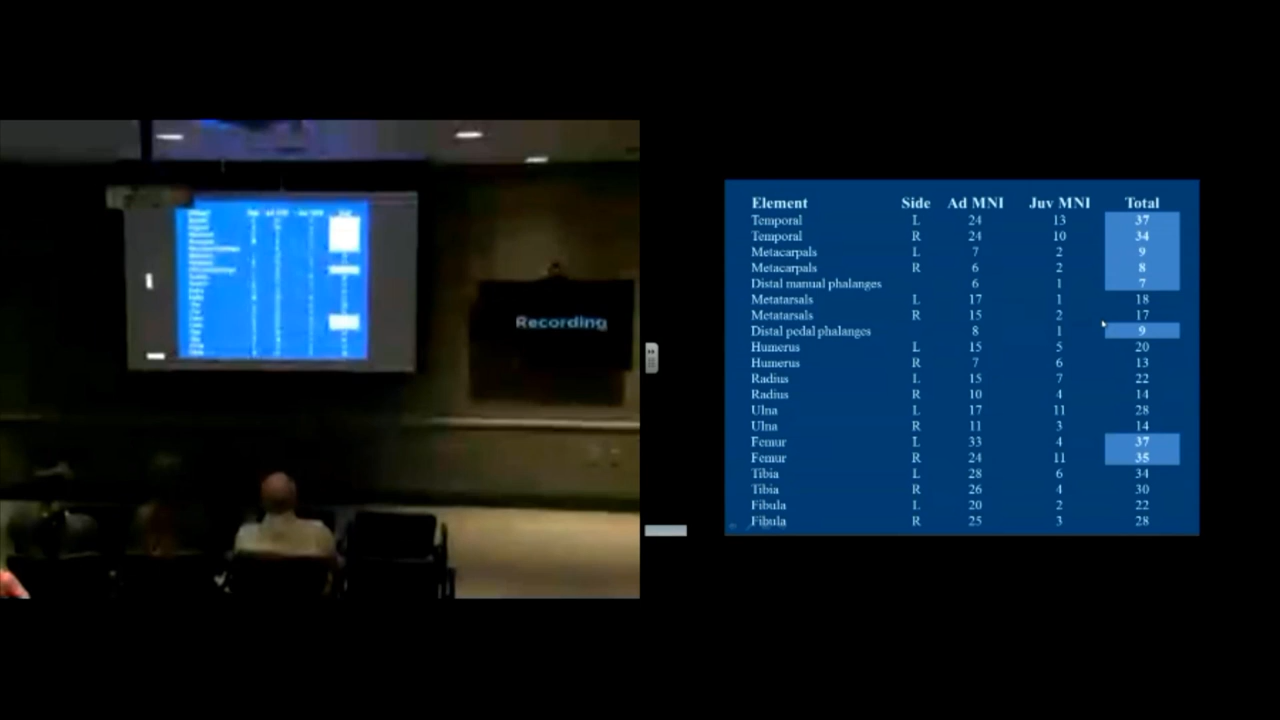 Recording
Element Side Ad MNI Juv MNI Total
Temporal L 24 13 37
Temporal R 24 10 34
Metacarpals L 7 2 9
Metacarpals R 6 2 8
Distal manual phalanges 6 1 7
Metatarsals L 17 1 18
Metatarsals R 15 2 17
Distal pedal phalanges 8 1 9
Humerus L 15 5 20
Humerus R 7 6 13
Radius L 15 7 22
Radius R 10 4 14
Ulna L 17 11 28
Ulna R 11 3 14
Femur L 33 4 37
Femur R 24 11 35
Tibia L 28 6 34
Tibia R 26 4 30
Fibula L 20 2 22
Fibula R 25 3 28